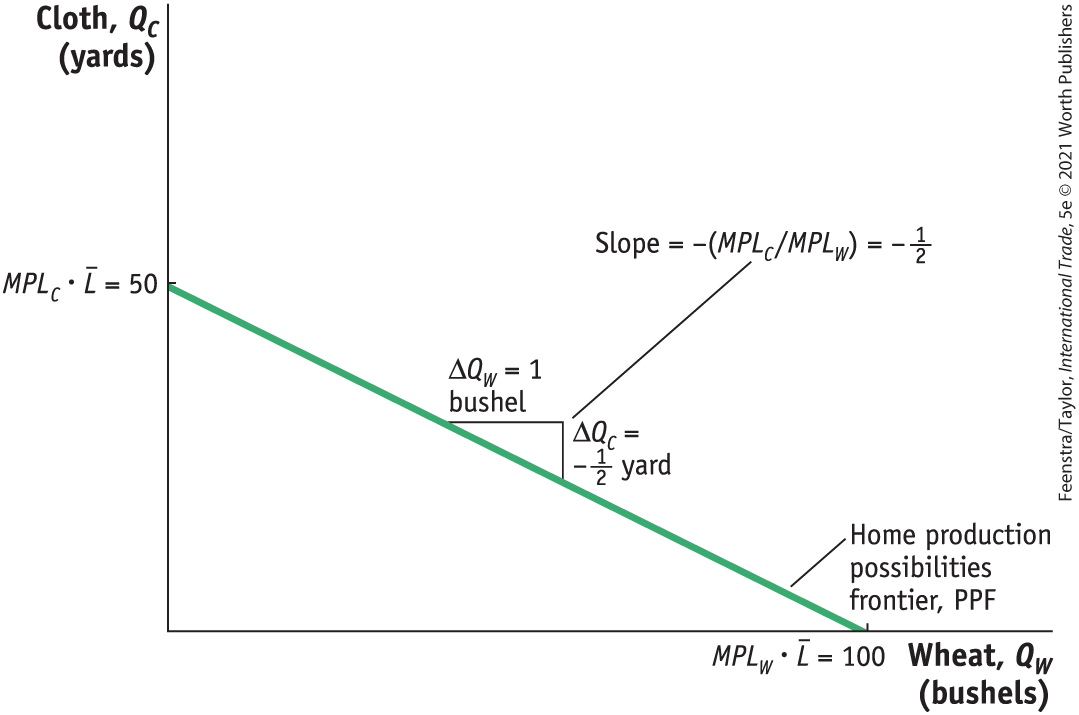 Cloth, Q_C
(yards)
Slope = –(MPL_C/MPL_W) = – 1/2
MPL_C • L̄ = 50
ΔQ_W = 1
bushel
ΔQ_C =
– 1/2 yard
Home production
possibilities
frontier, PPF
MPL_W • L̄ = 100
Wheat, Q_W
(bushels)
Feenstra/Taylor, International Trade, 5e © 2021 Worth Publishers